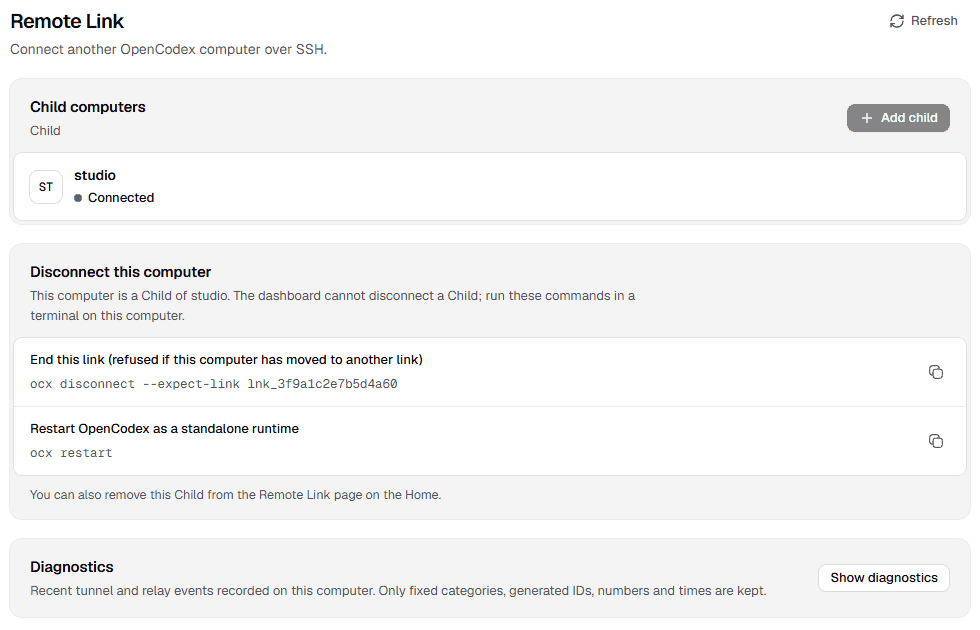 Remote Link
Refresh
Connect another OpenCodex computer over SSH.
Child computers
Child
Add child
ST
studio
Connected
Disconnect this computer
This computer is a Child of studio. The dashboard cannot disconnect a Child; run these commands in a
terminal on this computer.
End this link (refused if this computer has moved to another link)
ocx disconnect --expect-link lnk_3f9a1c2e7b5d4a60
Restart OpenCodex as a standalone runtime
ocx restart
You can also remove this Child from the Remote Link page on the Home.
Diagnostics
Recent tunnel and relay events recorded on this computer. Only fixed categories, generated IDs, numbers and times are kept.
Show diagnostics